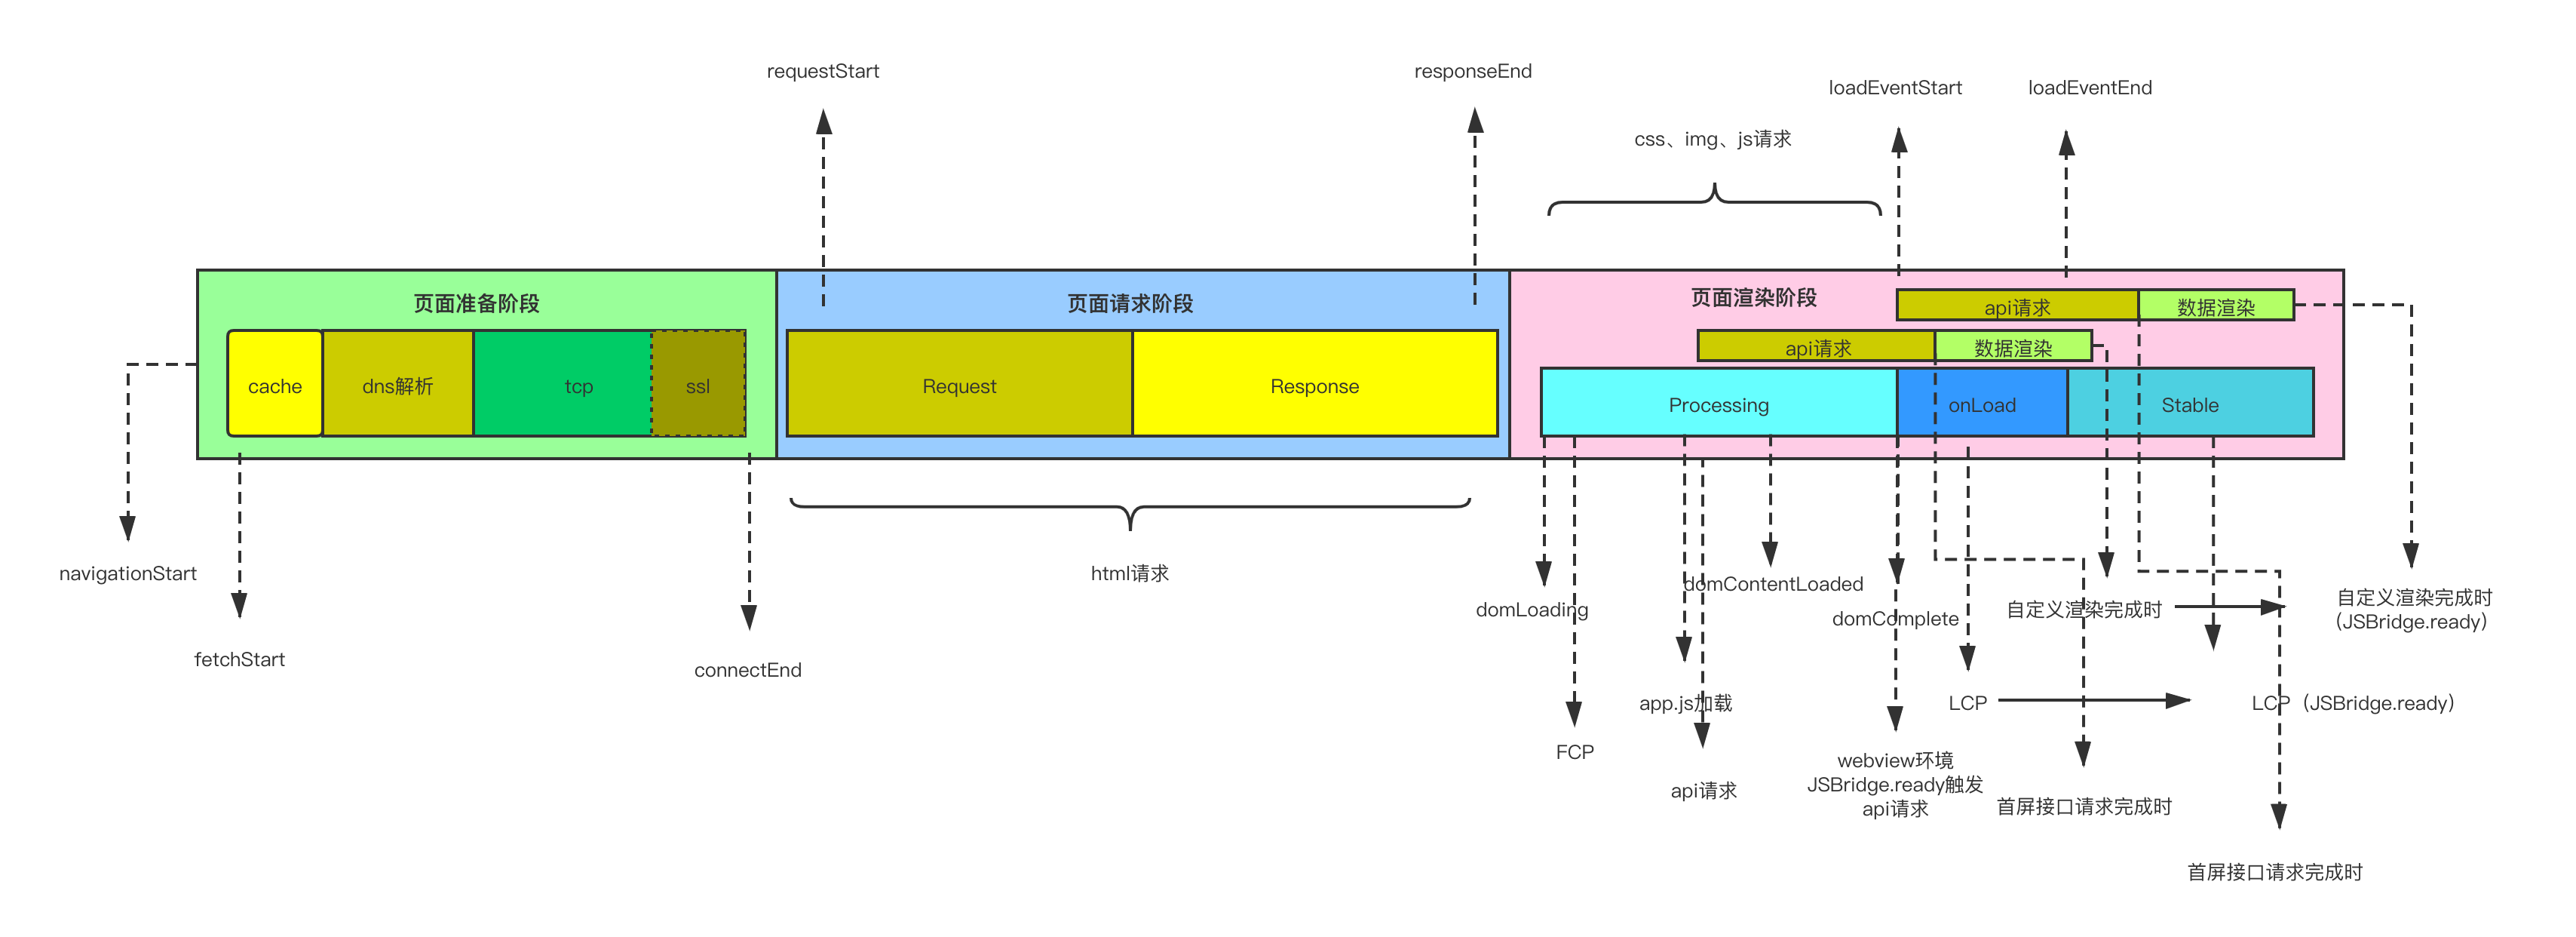 requestStart
responseEnd
loadEventStart
loadEventEnd
css、img、js请求
页面准备阶段
页面请求阶段
页面渲染阶段
api请求
数据渲染
api请求
数据渲染
cache
dns解析
tcp
ssl
Request
Response
Processing
onLoad
Stable
navigationStart
fetchStart
connectEnd
html请求
domLoading
domContentLoaded
domComplete
自定义渲染完成时
自定义渲染完成时
（JSBridge.ready）
app.js加载
LCP
LCP（JSBridge.ready）
FCP
api请求
webview环境
JSBridge.ready触发
api请求
首屏接口请求完成时
首屏接口请求完成时